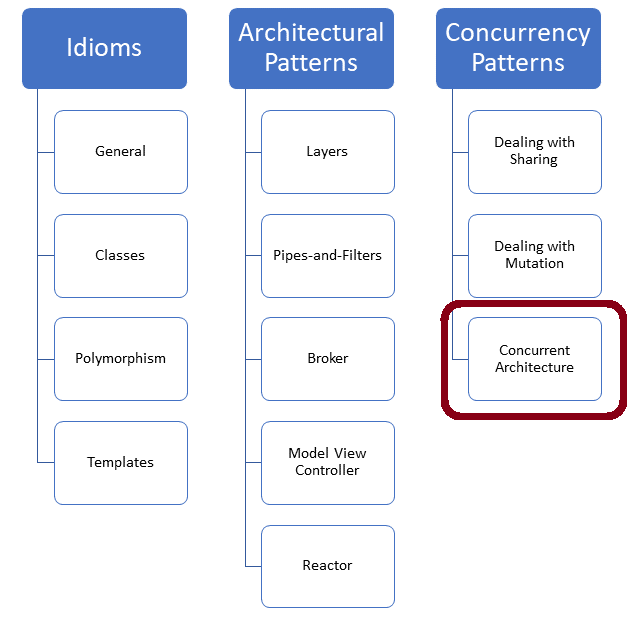 Idioms
General
Classes
Polymorphism
Templates
Architectural
Patterns
Layers
Pipes-and-Filters
Broker
Model View
Controller
Reactor
Concurrency
Patterns
Dealing with
Sharing
Dealing with
Mutation
Concurrent
Architecture